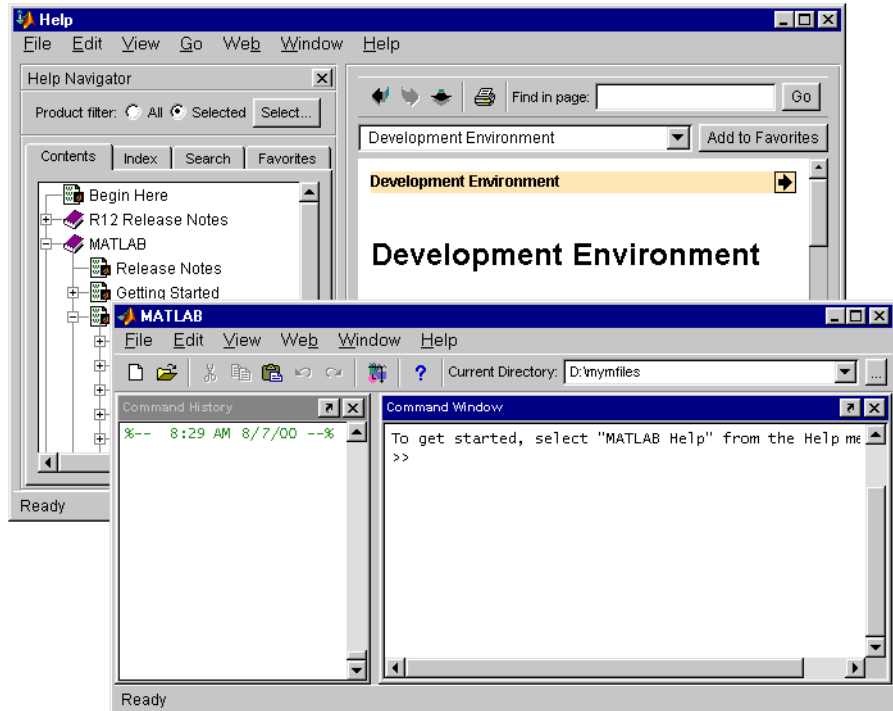 Help
File Edit View Go Web Window Help
Help Navigator
Product filter: All Selected Select...
Contents Index Search Favorites
Begin Here
R12 Release Notes
MATLAB
Release Notes
Getting Started
Ready
Find in page: Go
Development Environment Add to Favorites
Development Environment
Development Environment
MATLAB
File Edit View Web Window Help
? Current Directory: D:\mymfiles ...
Command History
%-- 8:29 AM 8/7/00 --%
Command Window
To get started, select "MATLAB Help" from the Help me
>>
Ready